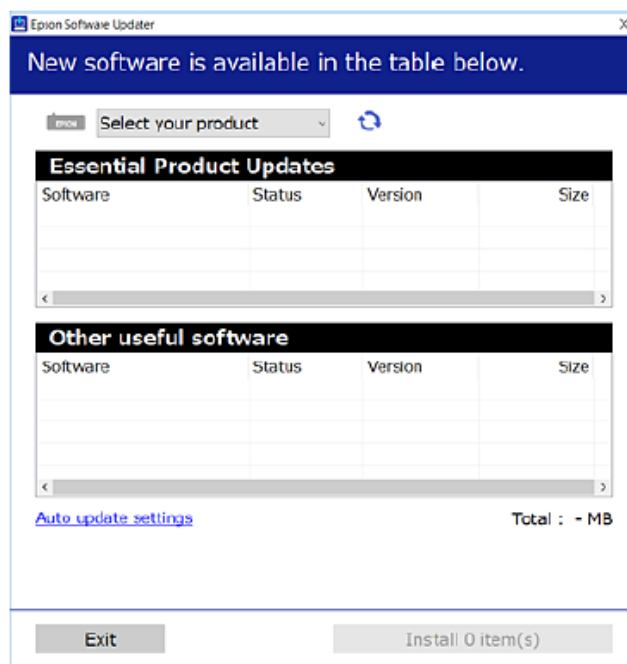 Epson Software Updater
New software is available in the table below.
EPSON Select your product
Essential Product Updates
Software Status Version Size
Other useful software
Software Status Version Size
Auto update settings Total : - MB
Exit Install 0 item(s)